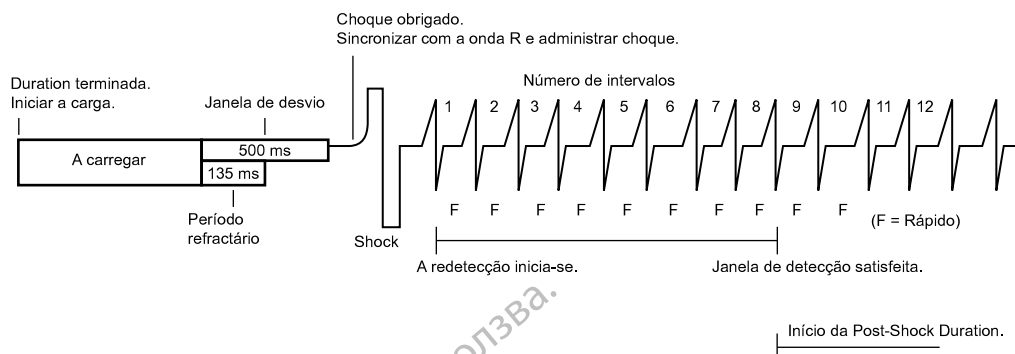 Choque obrigado.
Sincronizar com a onda R e administrar choque.
Duration terminada.
Iniciar a carga.
Janela de desvio
Número de intervalos
1 2 3 4 5 6 7 8 9 10 11 12
A carregar
500 ms
135 ms
Período
refractário
Shock
F F F F F F F F F F
(F = Rápido)
A redetecção inicia-se.
Janela de detecção satisfeita.
Início da Post-Shock Duration.